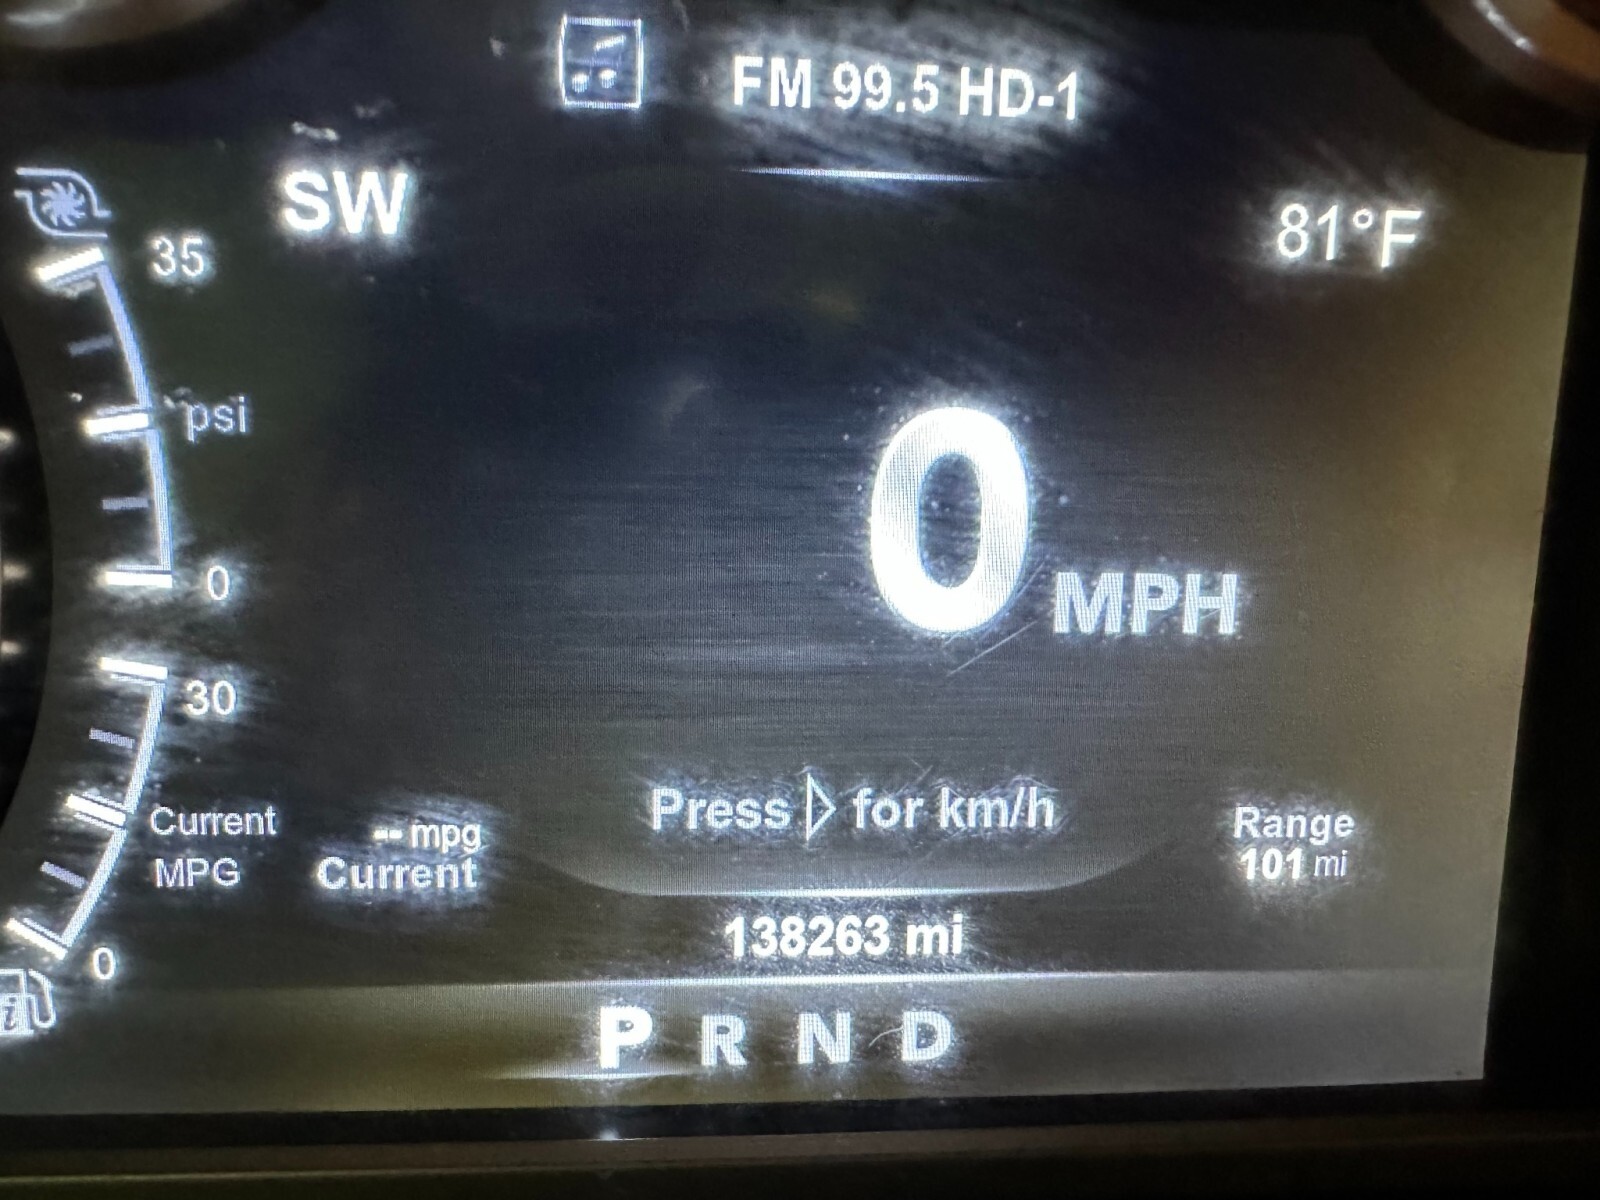 FM 99.5 HD-1
SW
81°F
35
psi
0
30
Current
MPG
0
0 MPH
Press ▷ for km/h
-- mpg
Current
Range
101 mi
138263 mi
P R N D